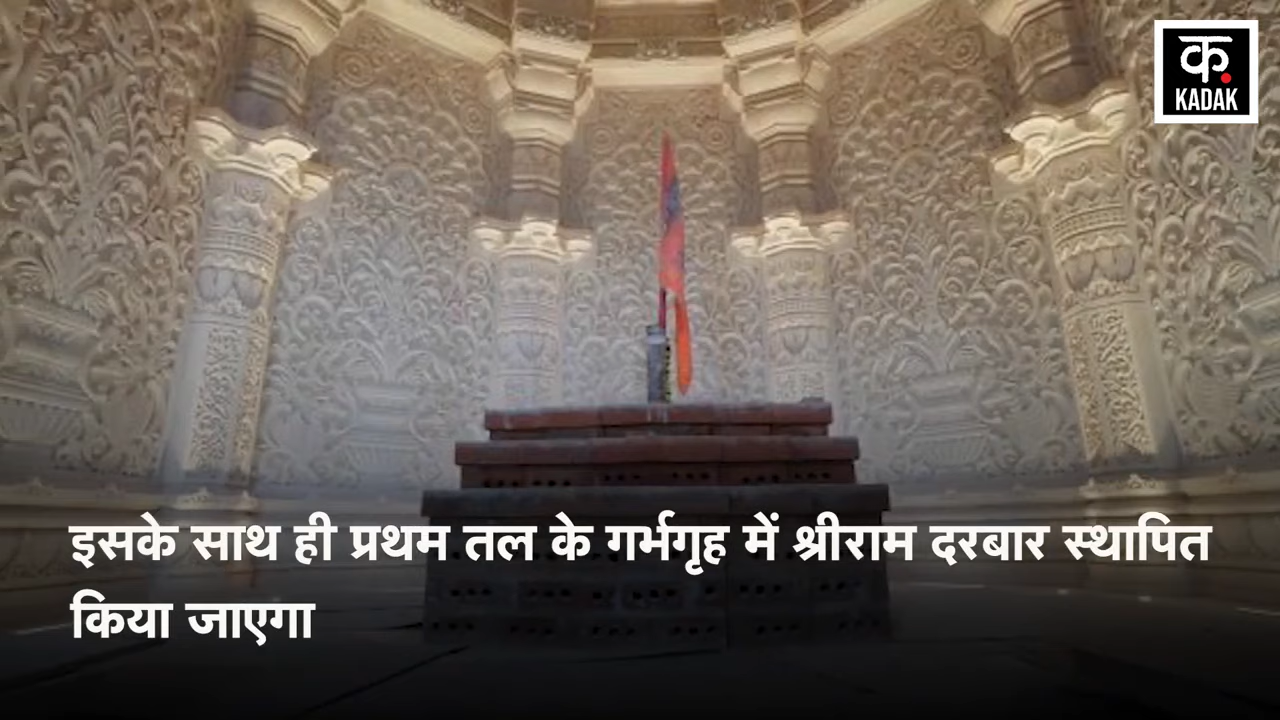 क.
KADAK
इसके साथ ही प्रथम तल के गर्भगृह में श्रीराम दरबार स्थापित
किया जाएगा